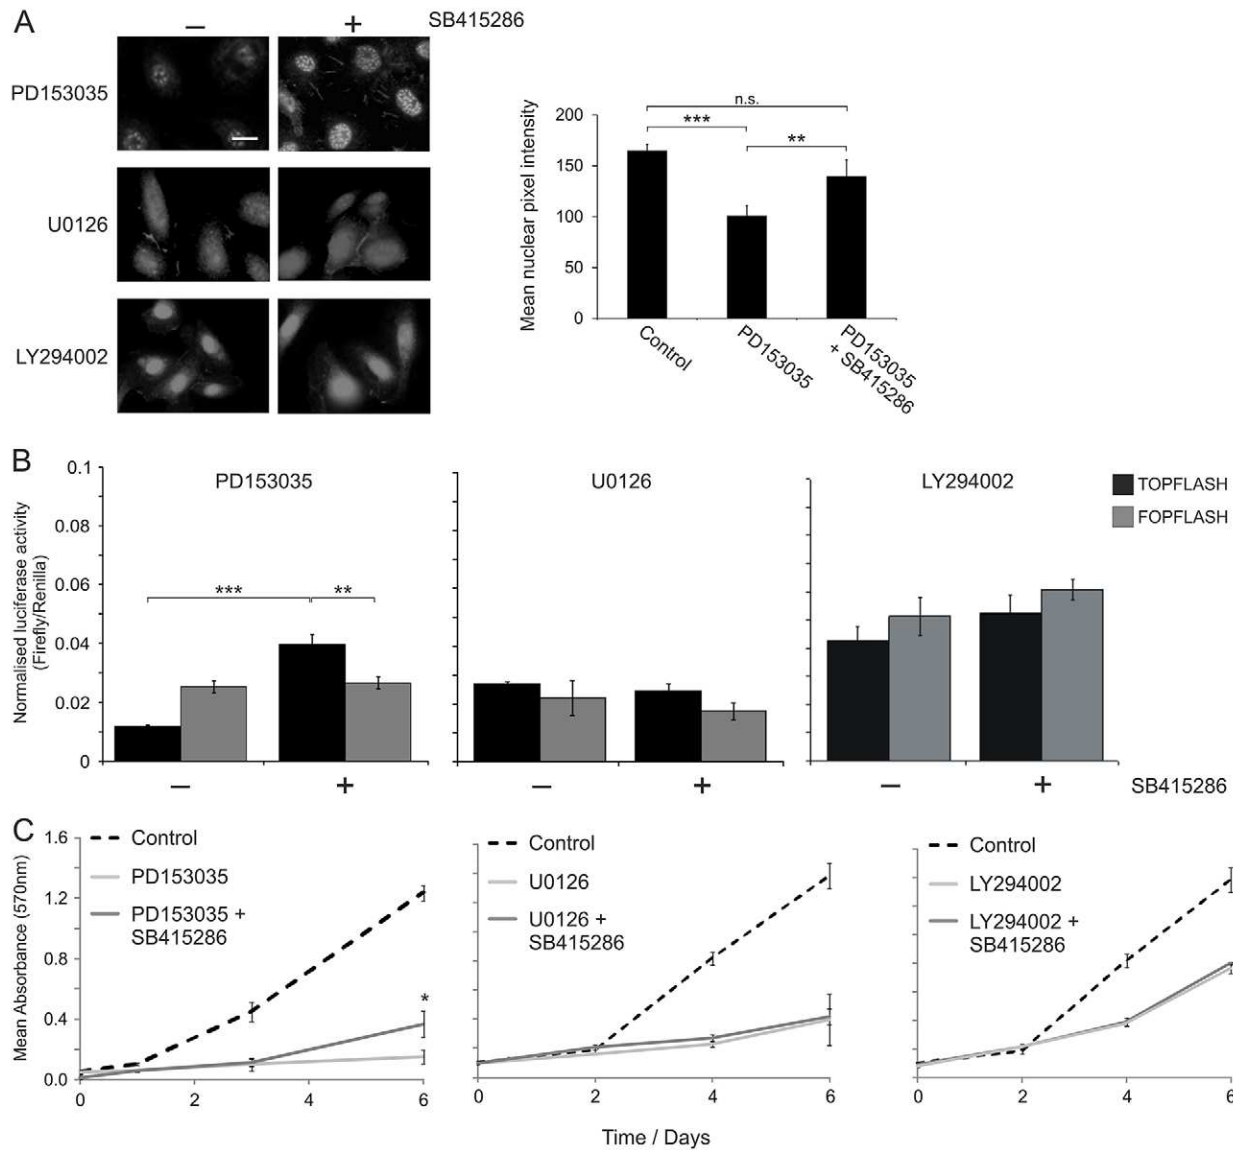 A
– + SB415286
PD153035
U0126
LY294002
Mean nuclear pixel intensity
200
150
100
50
0
n.s.
*** **
Control
PD153035
PD153035
+ SB415286
B
Normalised luciferase activity
(Firefly/Renilla)
0.1
0.08
0.06
0.04
0.02
0
PD153035
*** **
– +
U0126
– +
LY294002
– + SB415286
TOPFLASH
FOPFLASH
C
Mean Absorbance (570nm)
1.6
1.2
0.8
0.4
0.0
Control
PD153035
PD153035 +
SB415286
*
0 2 4 6
Control
U0126
U0126 +
SB415286
0 2 4 6
Control
LY294002
LY294002 +
SB415286
0 2 4 6
Time / Days